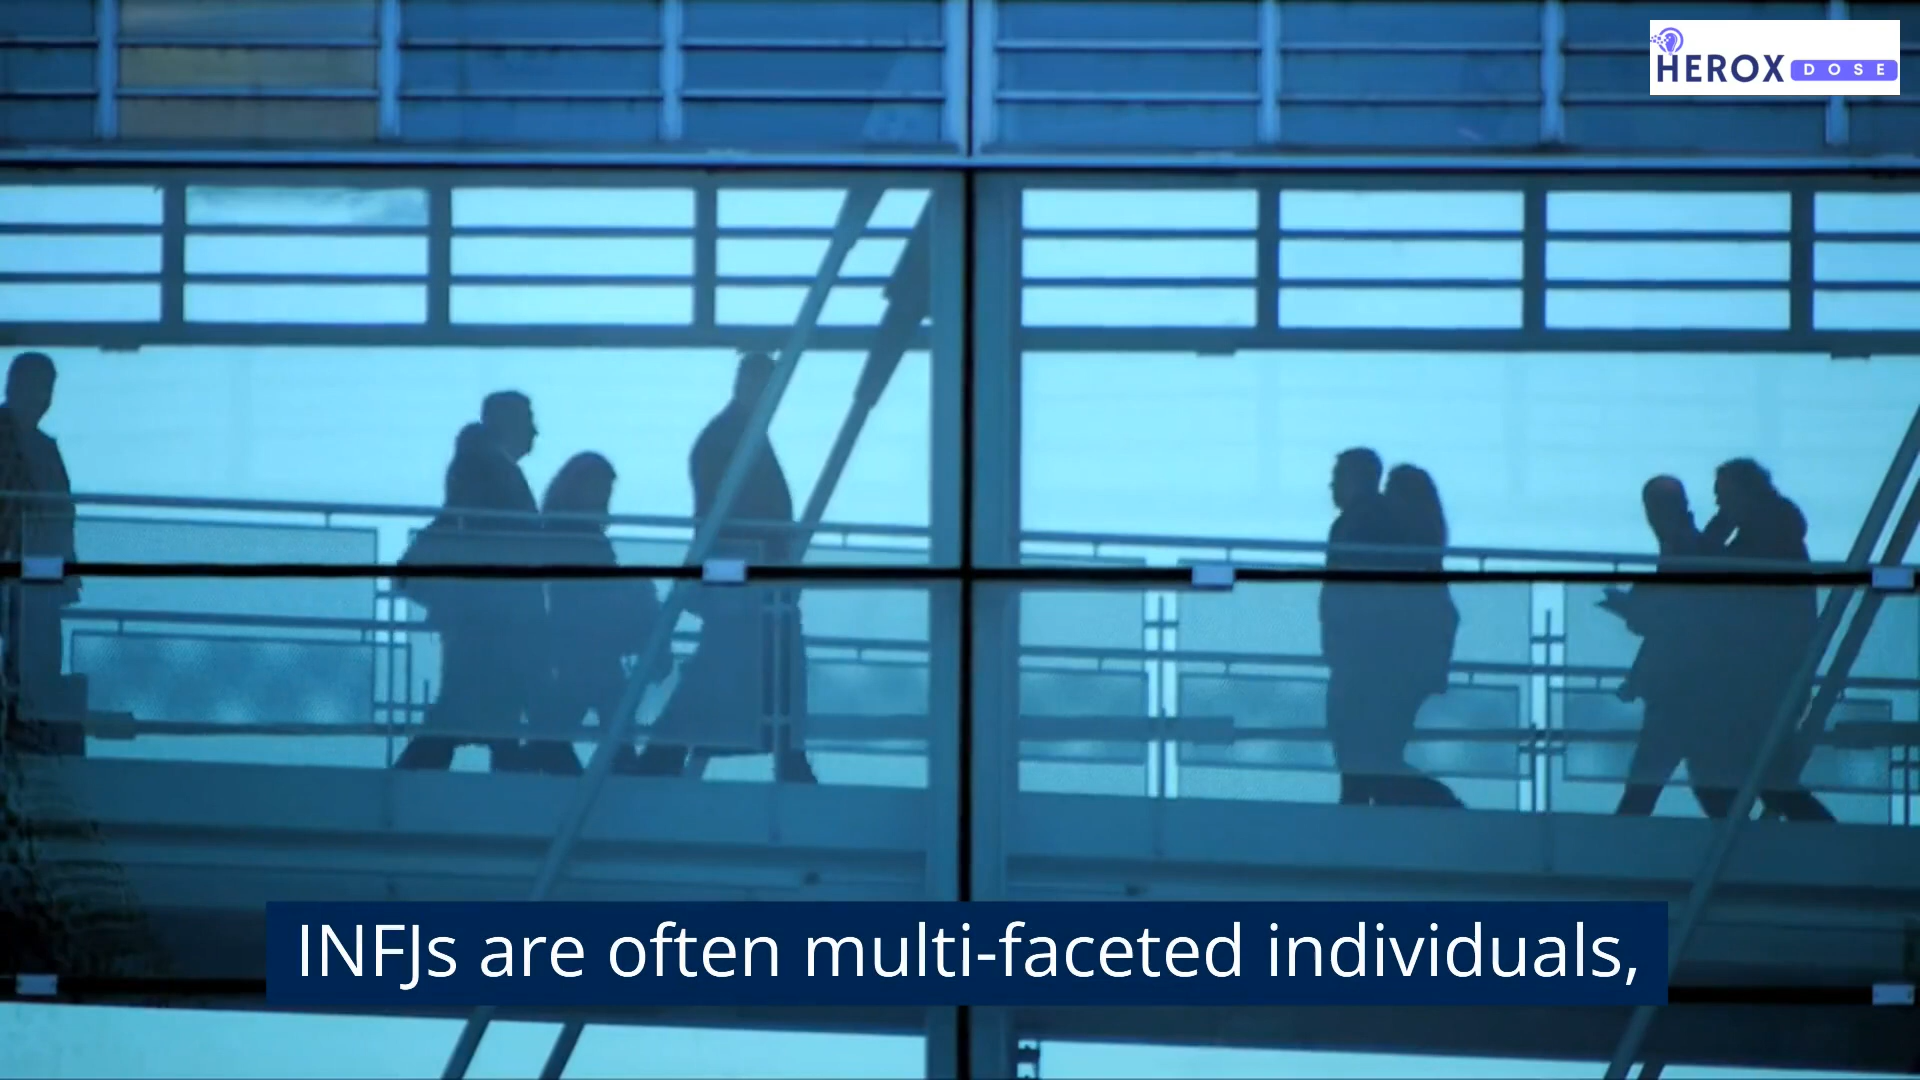 HEROX DOSE
INFJs are often multi-faceted individuals,